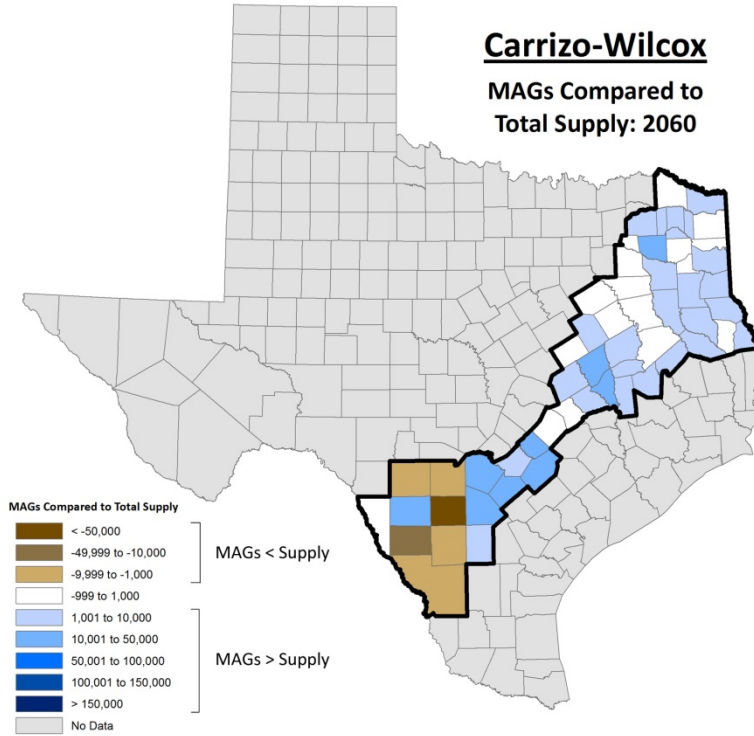 Carrizo-Wilcox
MAGs Compared to
Total Supply: 2060
MAGs Compared to Total Supply
< -50,000
-49,999 to -10,000
-9,999 to -1,000
-999 to 1,000
1,001 to 10,000
10,001 to 50,000
50,001 to 100,000
100,001 to 150,000
> 150,000
No Data
MAGs < Supply
MAGs > Supply